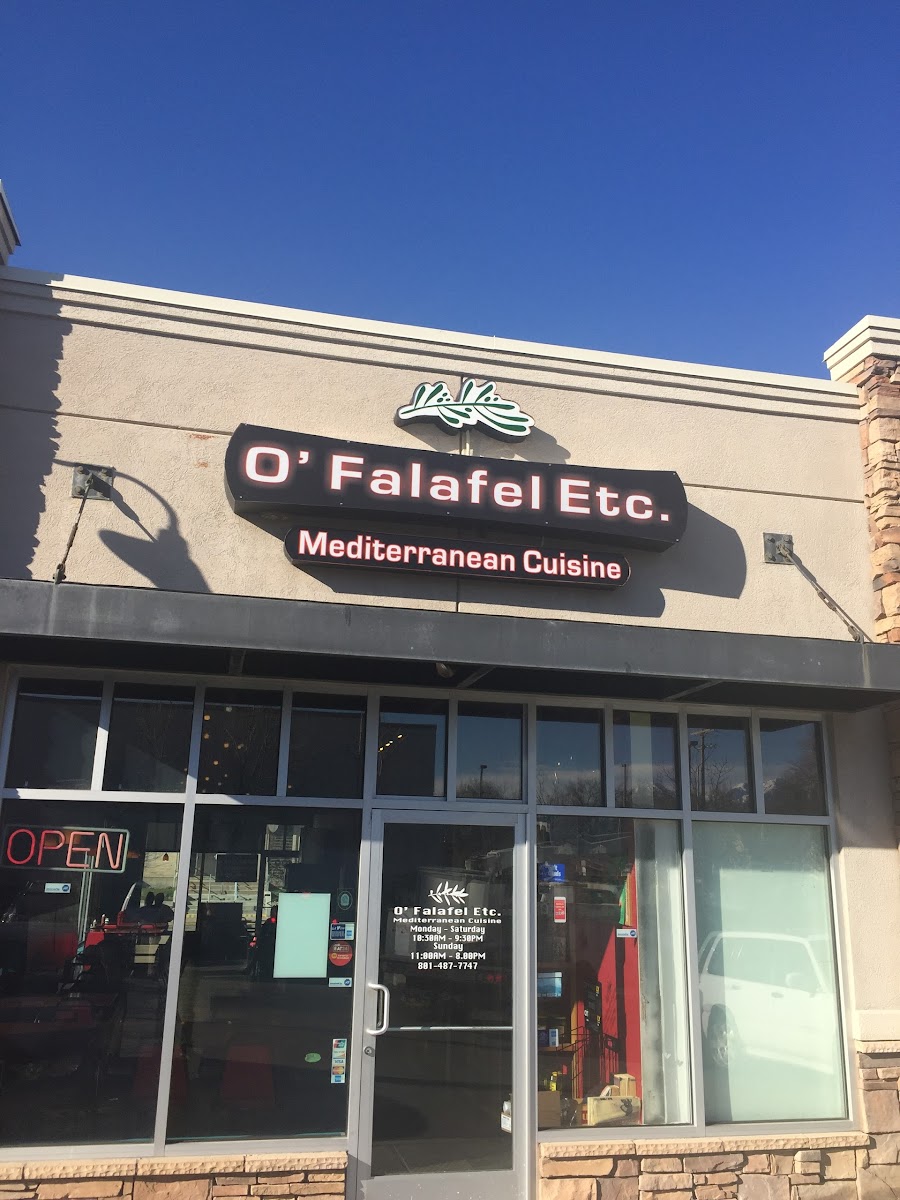 O' Falafel Etc.
Mediterranean Cuisine
OPEN
O' Falafel Etc.
Mediterranean Cuisine
Monday - Saturday
10:30AM - 9:30PM
Sunday
11:00AM - 8.00PM
801-487-7747